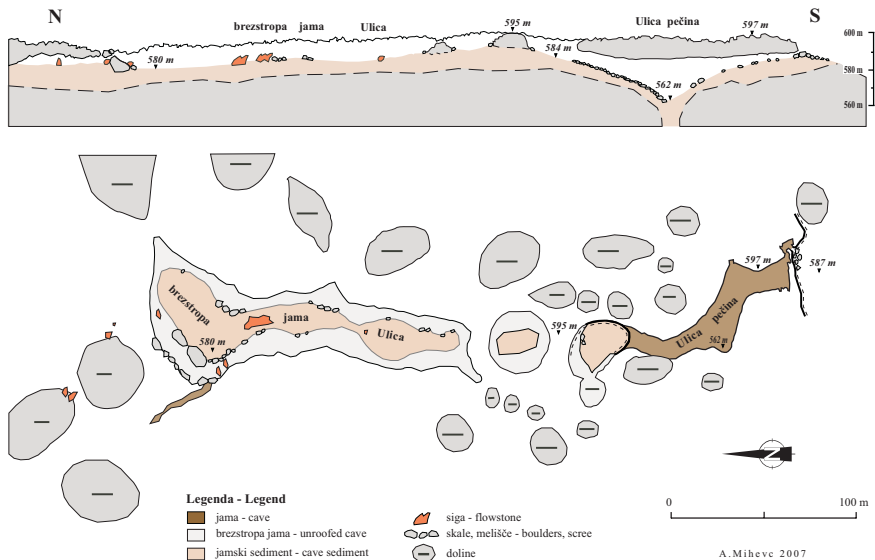 N
S
brezstropa jama Ulica
595 m
Ulica pečina
597 m
584 m
580 m
562 m
600 m
580 m
560 m
brezstropa
jama
Ulica
580 m
595 m
Ulica pečina
562 m
597 m
587 m
N
Legenda - Legend
jama - cave
brezstropa jama - unroofed cave
jamski sediment - cave sediment
siga - flowstone
skale, melišče - boulders, scree
doline
0
100 m
A.Mihevc 2007